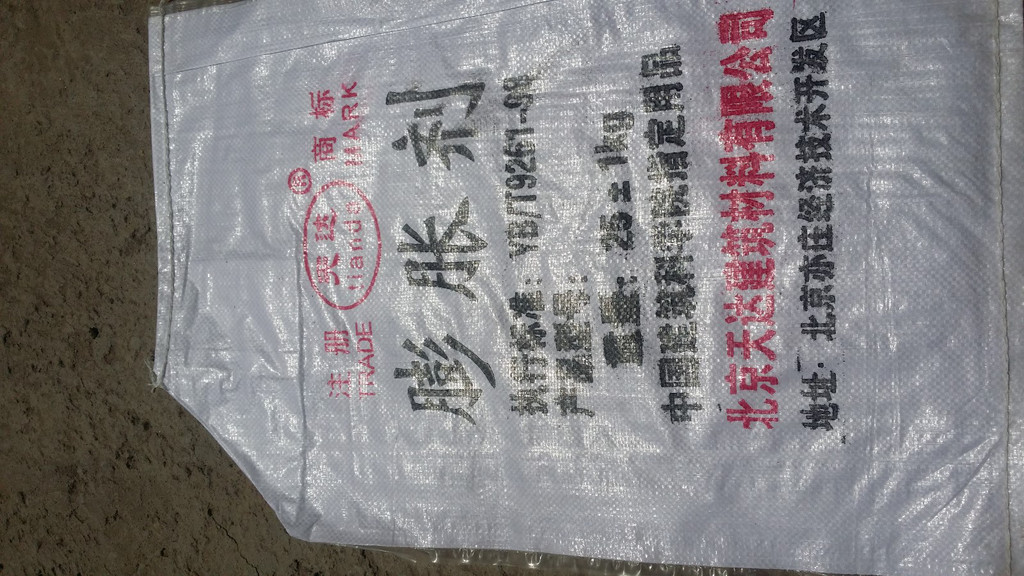 注册 商标
TRADE MARK
天达
tianda
®
膨胀剂
执行标准：YB/T9261-98
产品型号：
重量：25±1kg
中国建筑科学院指定用品
北京天达建筑材料有限公司
地址：北京亦庄经济技术开发区